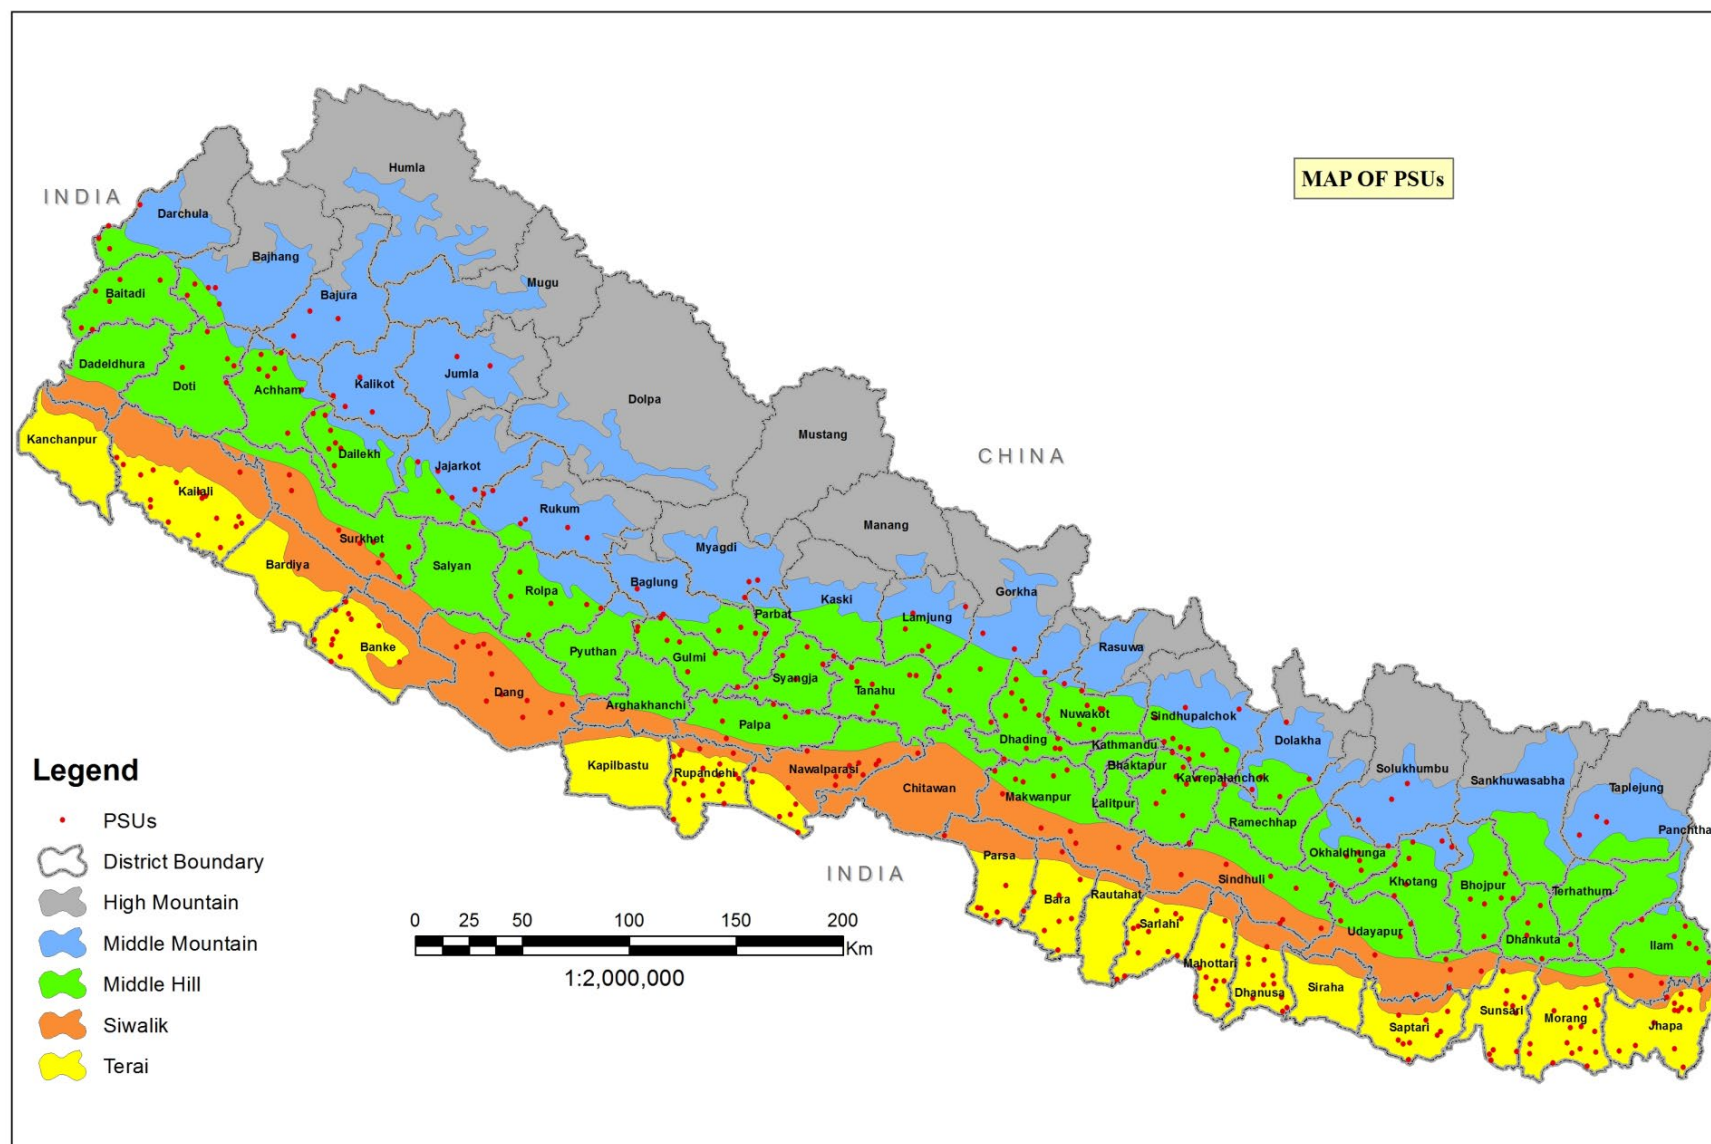 MAP OF PSUs
INDIA
CHINA
INDIA
Humla
Darchula
Bajhang
Mugu
Bajura
Baitadi
Dadeldhura
Doti
Achham
Kalikot
Jumla
Dolpa
Mustang
Kanchanpur
Dailekh
Jajarkot
Kailali
Rukum
Manang
Surkhet
Myagdi
Bardiya
Salyan
Rolpa
Baglung
Kaski
Gorkha
Parbat
Lamjung
Banke
Pyuthan
Gulmi
Rasuwa
Syangja
Dang
Tanahu
Arghakhanchi
Palpa
Nuwakot
Sindhupalchok
Dhading
Kathmandu
Dolakha
Bhaktapur
Kapilbastu
Rupandehi
Nawalparasi
Kavrepalanchok
Solukhumbu
Sankhuwasabha
Chitawan
Makwanpur
Lalitpur
Taplejung
Ramechhap
Panchtha
Parsa
Okhaldhunga
Sindhuli
Khotang
Bhojpur
Terhathum
Bara
Rautahat
Sarlahi
Udayapur
Dhankuta
Ilam
Mahottari
Dhanusa
Siraha
Saptari
Sunsari
Morang
Jhapa
Legend
PSUs
District Boundary
High Mountain
Middle Mountain
Middle Hill
Siwalik
Terai
0 25 50 100 150 200
Km
1:2,000,000